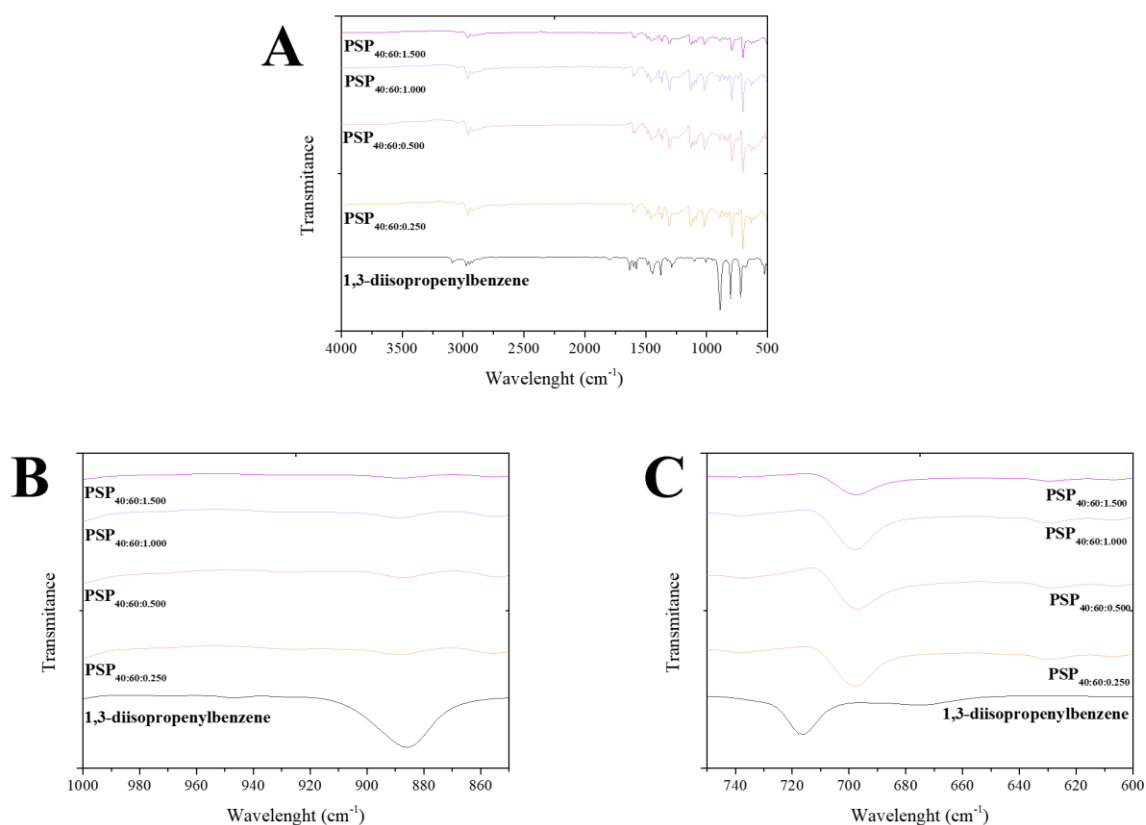 A
PSP40:60:1.500
PSP40:60:1.000
PSP40:60:0.500
PSP40:60:0.250
1,3-diisopropenylbenzene
Transmitance
4000 3500 3000 2500 2000 1500 1000 500
Wavelenght (cm-1)
B
PSP40:60:1.500
PSP40:60:1.000
PSP40:60:0.500
PSP40:60:0.250
1,3-diisopropenylbenzene
Transmitance
1000 980 960 940 920 900 880 860
Wavelenght (cm-1)
C
PSP40:60:1.500
PSP40:60:1.000
PSP40:60:0.500
PSP40:60:0.250
1,3-diisopropenylbenzene
Transmitance
740 720 700 680 660 640 620 600
Wavelenght (cm-1)